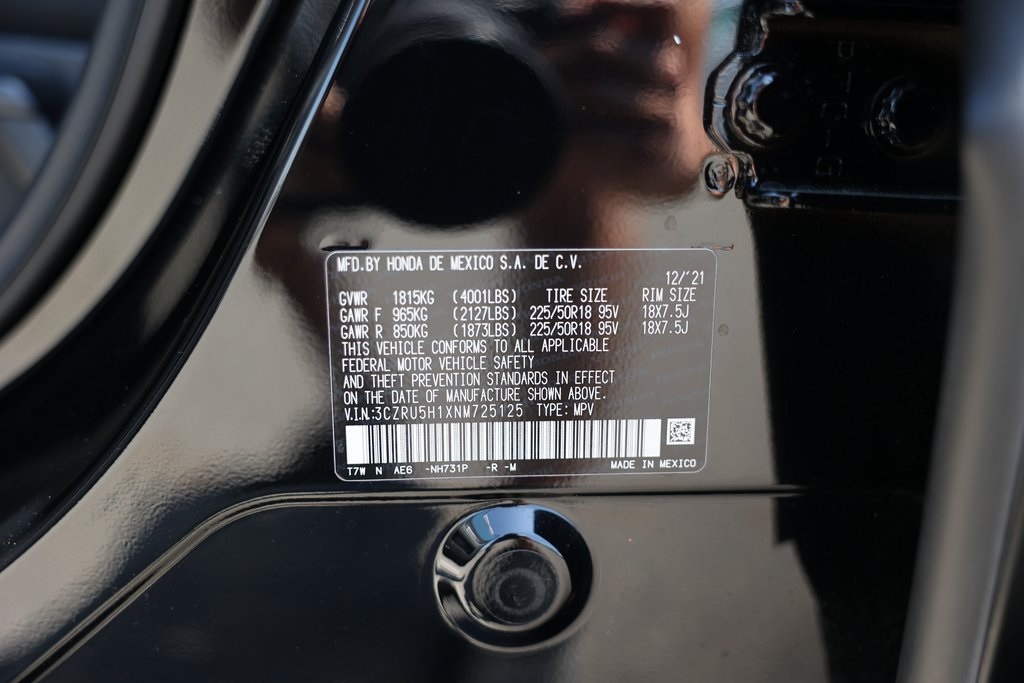 MFD.BY HONDA DE MEXICO S.A. DE C.V.
12/'21
GVWR 1815KG (4001LBS) TIRE SIZE RIM SIZE
GAWR F 965KG (2127LBS) 225/50R18 95V 18X7.5J
GAWR R 850KG (1873LBS) 225/50R18 95V 18X7.5J
THIS VEHICLE CONFORMS TO ALL APPLICABLE
FEDERAL MOTOR VEHICLE SAFETY
AND THEFT PREVENTION STANDARDS IN EFFECT
ON THE DATE OF MANUFACTURE SHOWN ABOVE.
V.I.N.:3CZRU5H1XNM725125 TYPE: MPV
T7W N AE6 -NH731P -R -M MADE IN MEXICO